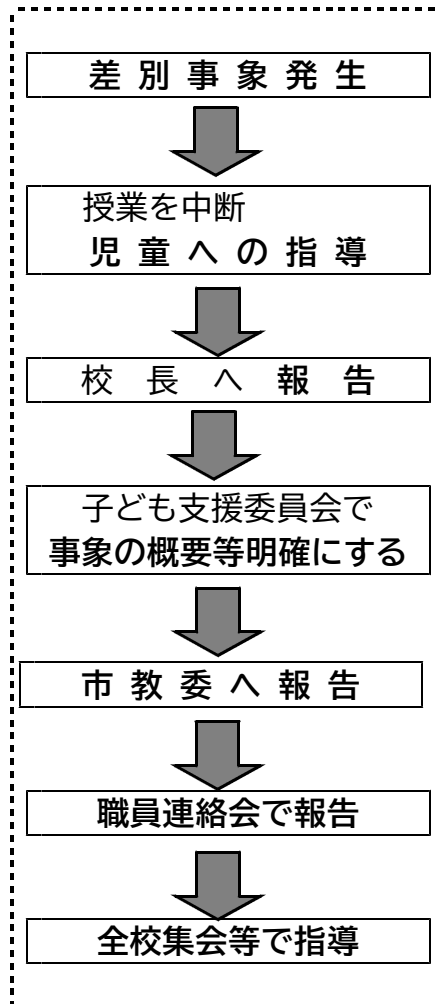 差別事象発生
授業を中断
児童への指導
校長へ報告
子ども支援委員会で
事象の概要等明確にする
市教委へ報告
職員連絡会で報告
全校集会等で指導